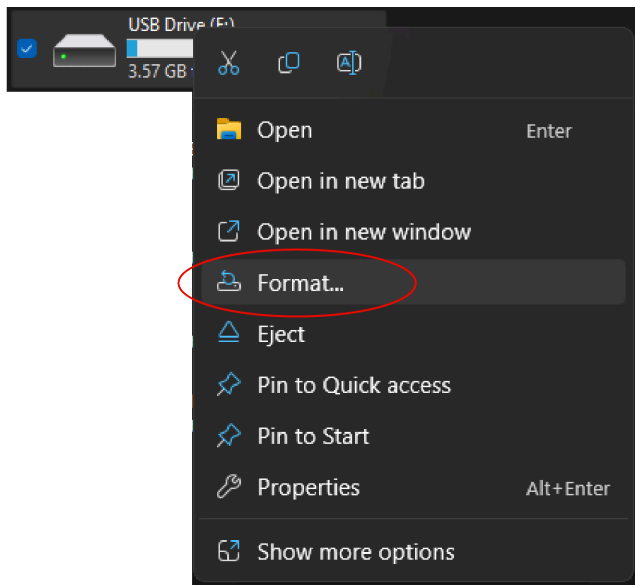 USB Drive (F:)
3.57 GB
Open Enter
Open in new tab
Open in new window
Format...
Eject
Pin to Quick access
Pin to Start
Properties Alt+Enter
Show more options